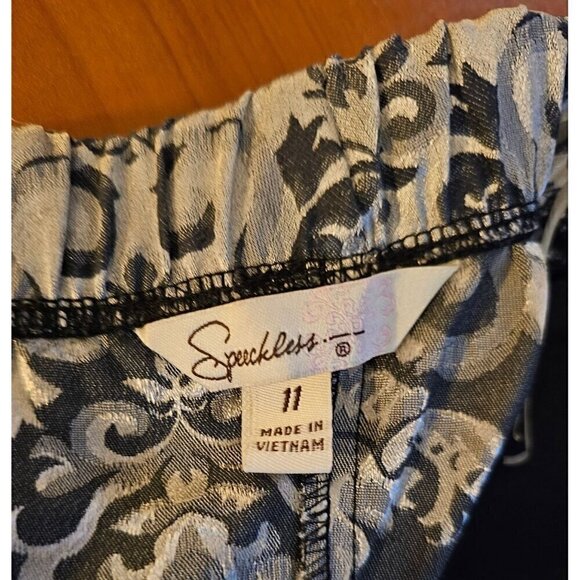 Speechless
®
11
MADE IN
VIETNAM